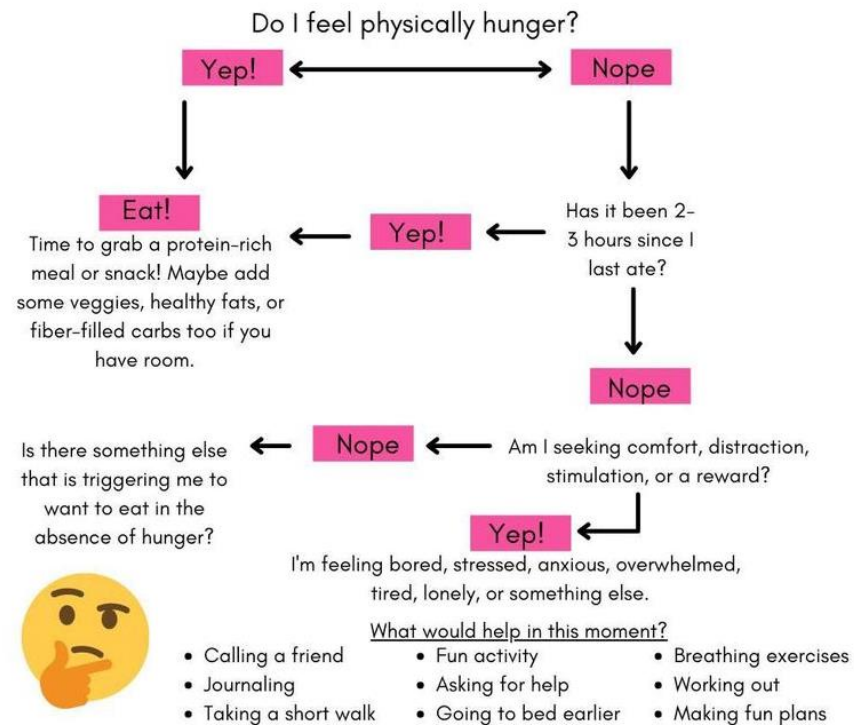 Do I feel physically hunger?
Yep!
Nope
Eat!
Time to grab a protein-rich
meal or snack! Maybe add
some veggies, healthy fats, or
fiber-filled carbs too if you
have room.
Yep!
Has it been 2-
3 hours since I
last ate?
Nope
Is there something else
that is triggering me to
want to eat in the
absence of hunger?
Nope
Am I seeking comfort, distraction,
stimulation, or a reward?
Yep!
I'm feeling bored, stressed, anxious, overwhelmed,
tired, lonely, or something else.
What would help in this moment?
• Calling a friend
• Journaling
• Taking a short walk
• Fun activity
• Asking for help
• Going to bed earlier
• Breathing exercises
• Working out
• Making fun plans